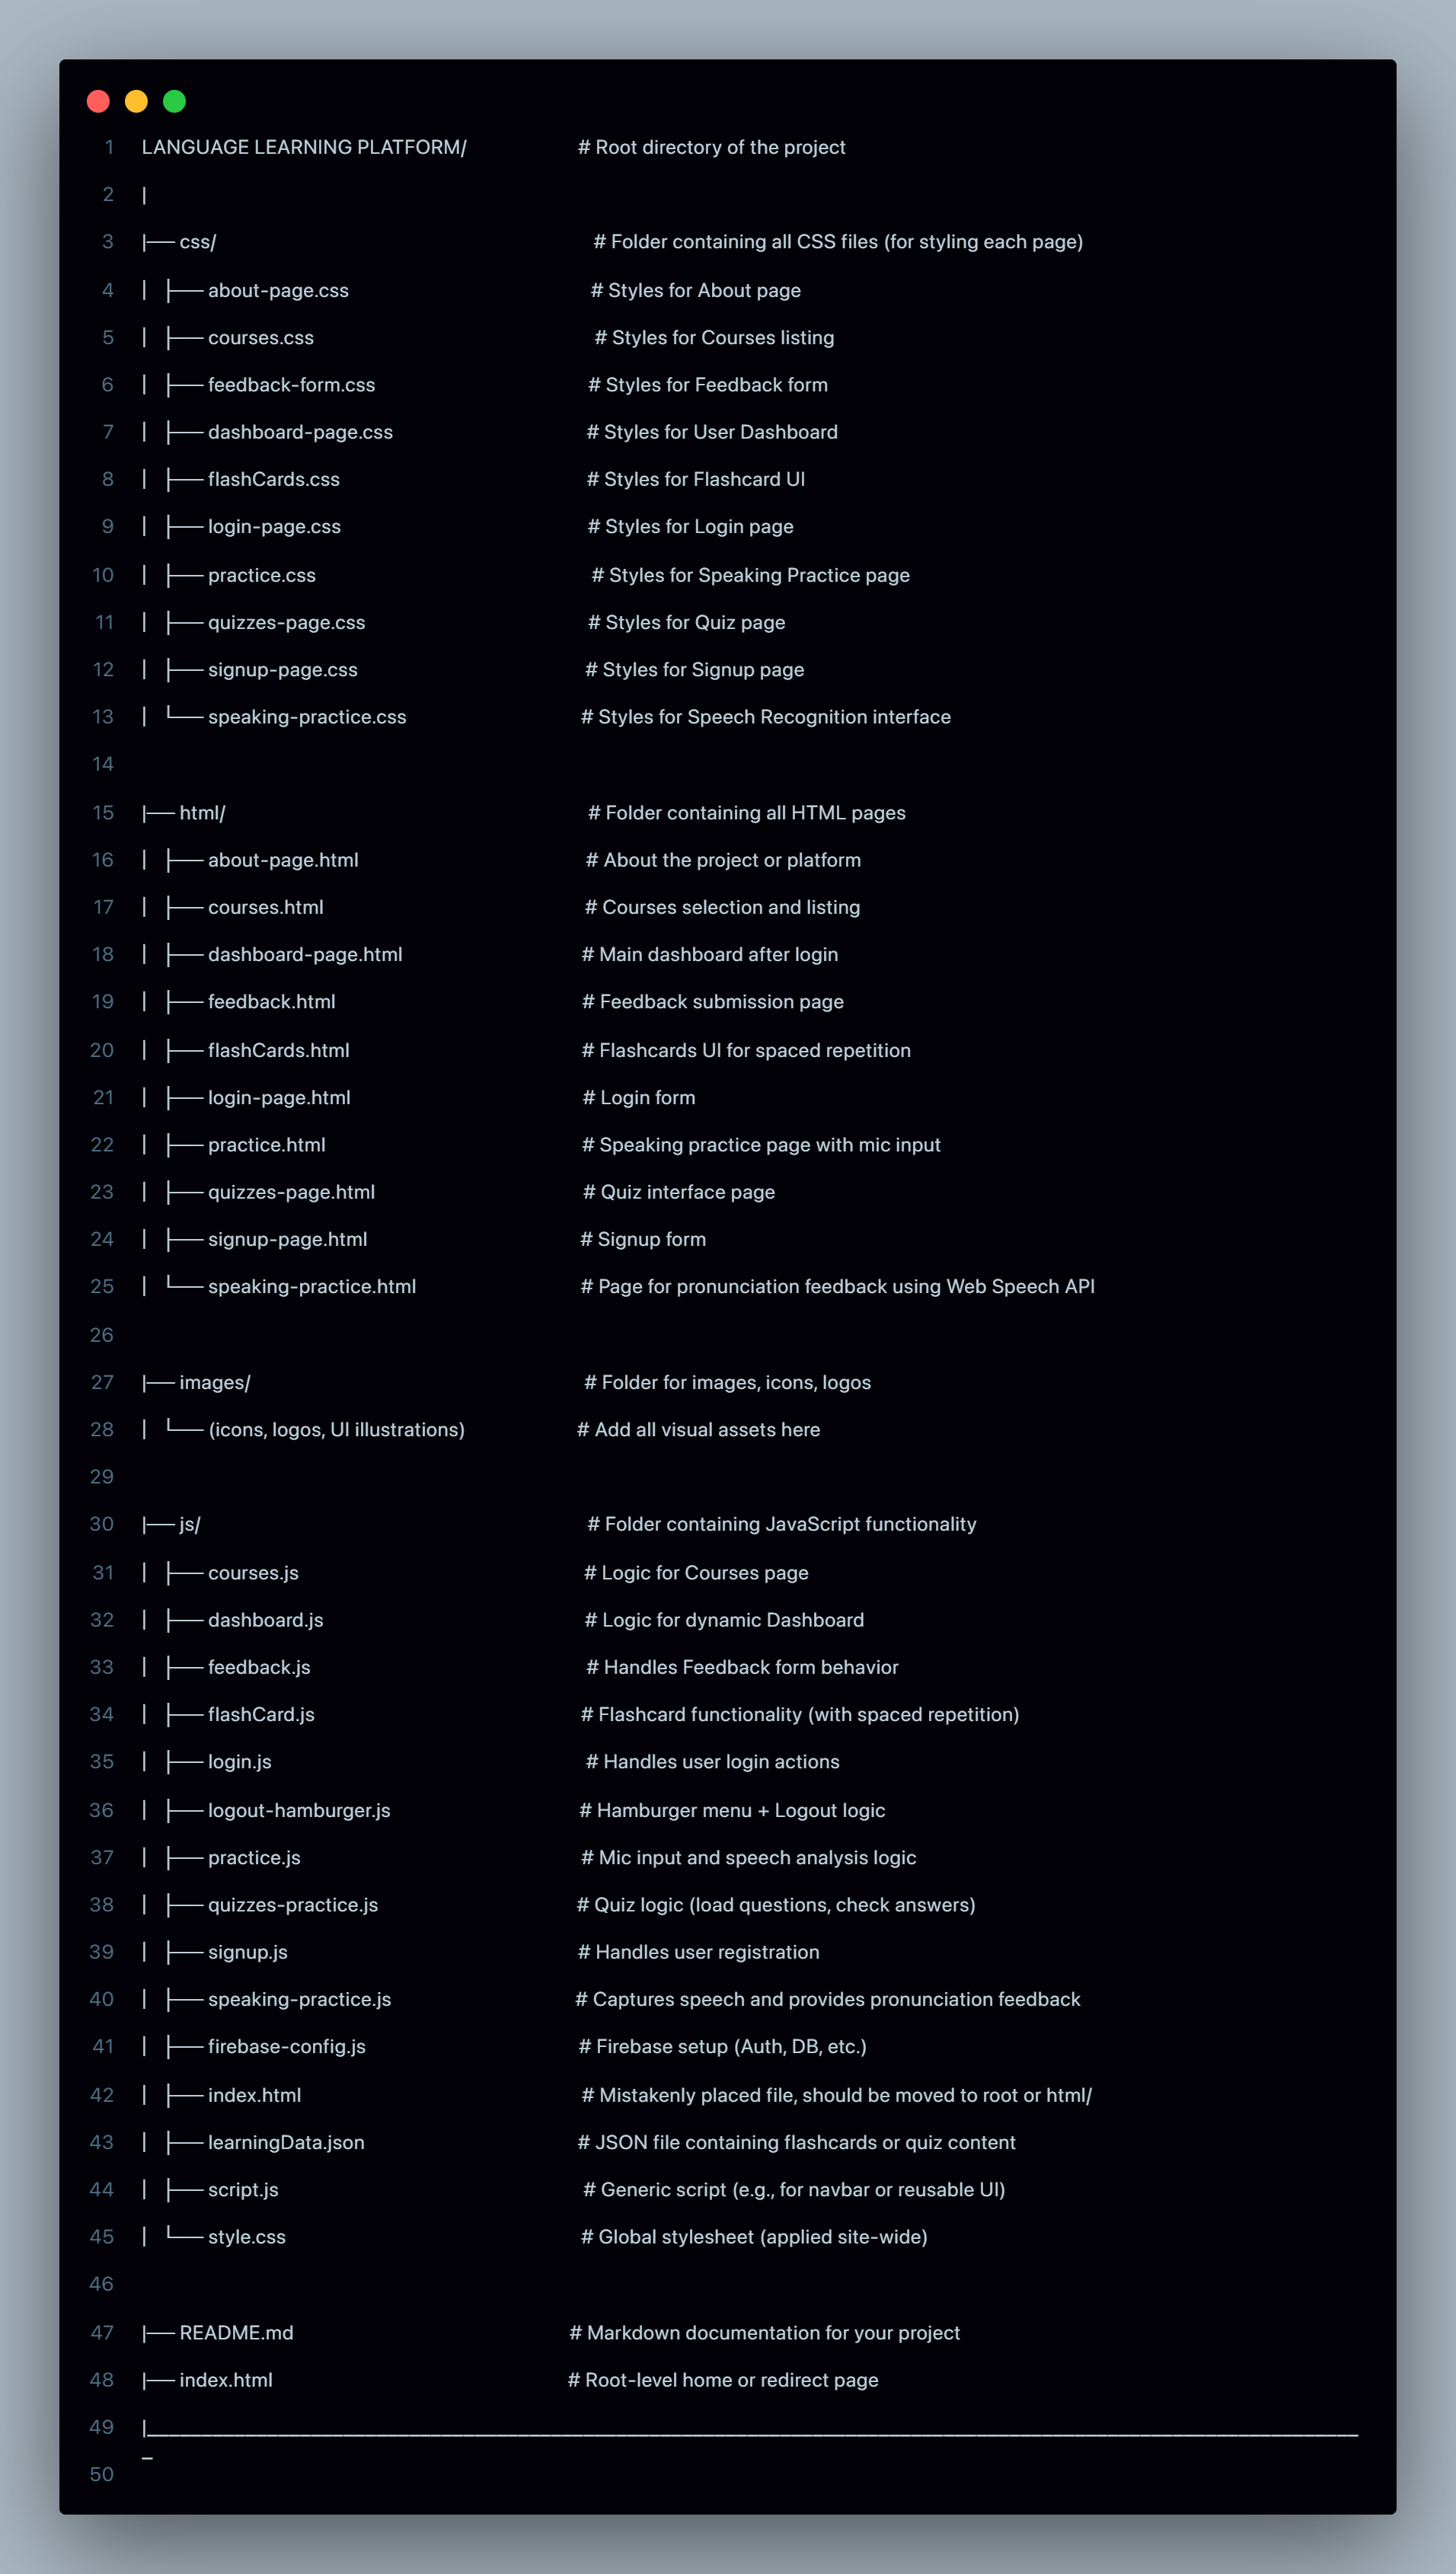 1 LANGUAGE LEARNING PLATFORM/ # Root directory of the project
2 |
3 |── css/ # Folder containing all CSS files (for styling each page)
4 | ├── about-page.css # Styles for About page
5 | ├── courses.css # Styles for Courses listing
6 | ├── feedback-form.css # Styles for Feedback form
7 | ├── dashboard-page.css # Styles for User Dashboard
8 | ├── flashCards.css # Styles for Flashcard UI
9 | ├── login-page.css # Styles for Login page
10 | ├── practice.css # Styles for Speaking Practice page
11 | ├── quizzes-page.css # Styles for Quiz page
12 | ├── signup-page.css # Styles for Signup page
13 | └── speaking-practice.css # Styles for Speech Recognition interface
14
15 |── html/ # Folder containing all HTML pages
16 | ├── about-page.html # About the project or platform
17 | ├── courses.html # Courses selection and listing
18 | ├── dashboard-page.html # Main dashboard after login
19 | ├── feedback.html # Feedback submission page
20 | ├── flashCards.html # Flashcards UI for spaced repetition
21 | ├── login-page.html # Login form
22 | ├── practice.html # Speaking practice page with mic input
23 | ├── quizzes-page.html # Quiz interface page
24 | ├── signup-page.html # Signup form
25 | └── speaking-practice.html # Page for pronunciation feedback using Web Speech API
26
27 |── images/ # Folder for images, icons, logos
28 | └── (icons, logos, UI illustrations) # Add all visual assets here
29
30 |── js/ # Folder containing JavaScript functionality
31 | ├── courses.js # Logic for Courses page
32 | ├── dashboard.js # Logic for dynamic Dashboard
33 | ├── feedback.js # Handles Feedback form behavior
34 | ├── flashCard.js # Flashcard functionality (with spaced repetition)
35 | ├── login.js # Handles user login actions
36 | ├── logout-hamburger.js # Hamburger menu + Logout logic
37 | ├── practice.js # Mic input and speech analysis logic
38 | ├── quizzes-practice.js # Quiz logic (load questions, check answers)
39 | ├── signup.js # Handles user registration
40 | ├── speaking-practice.js # Captures speech and provides pronunciation feedback
41 | ├── firebase-config.js # Firebase setup (Auth, DB, etc.)
42 | ├── index.html # Mistakenly placed file, should be moved to root or html/
43 | ├── learningData.json # JSON file containing flashcards or quiz content
44 | ├── script.js # Generic script (e.g., for navbar or reusable UI)
45 | └── style.css # Global stylesheet (applied site-wide)
46
47 |── README.md # Markdown documentation for your project
48 |── index.html # Root-level home or redirect page
49 |______________________________________________________________
_
50